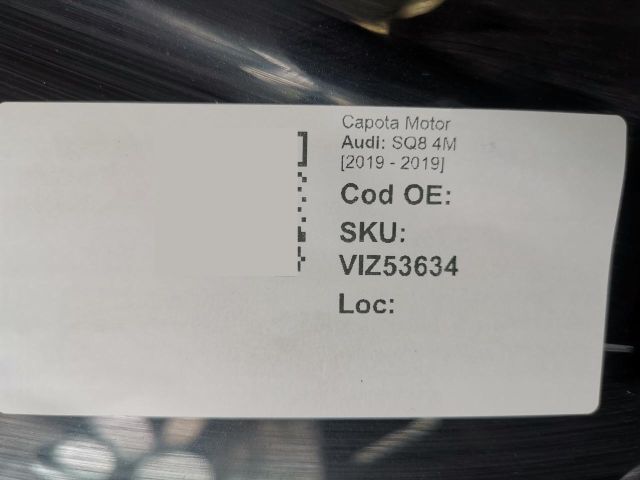 Capota Motor
Audi: SQ8 4M
[2019 - 2019]
Cod OE:
SKU:
VIZ53634
Loc: